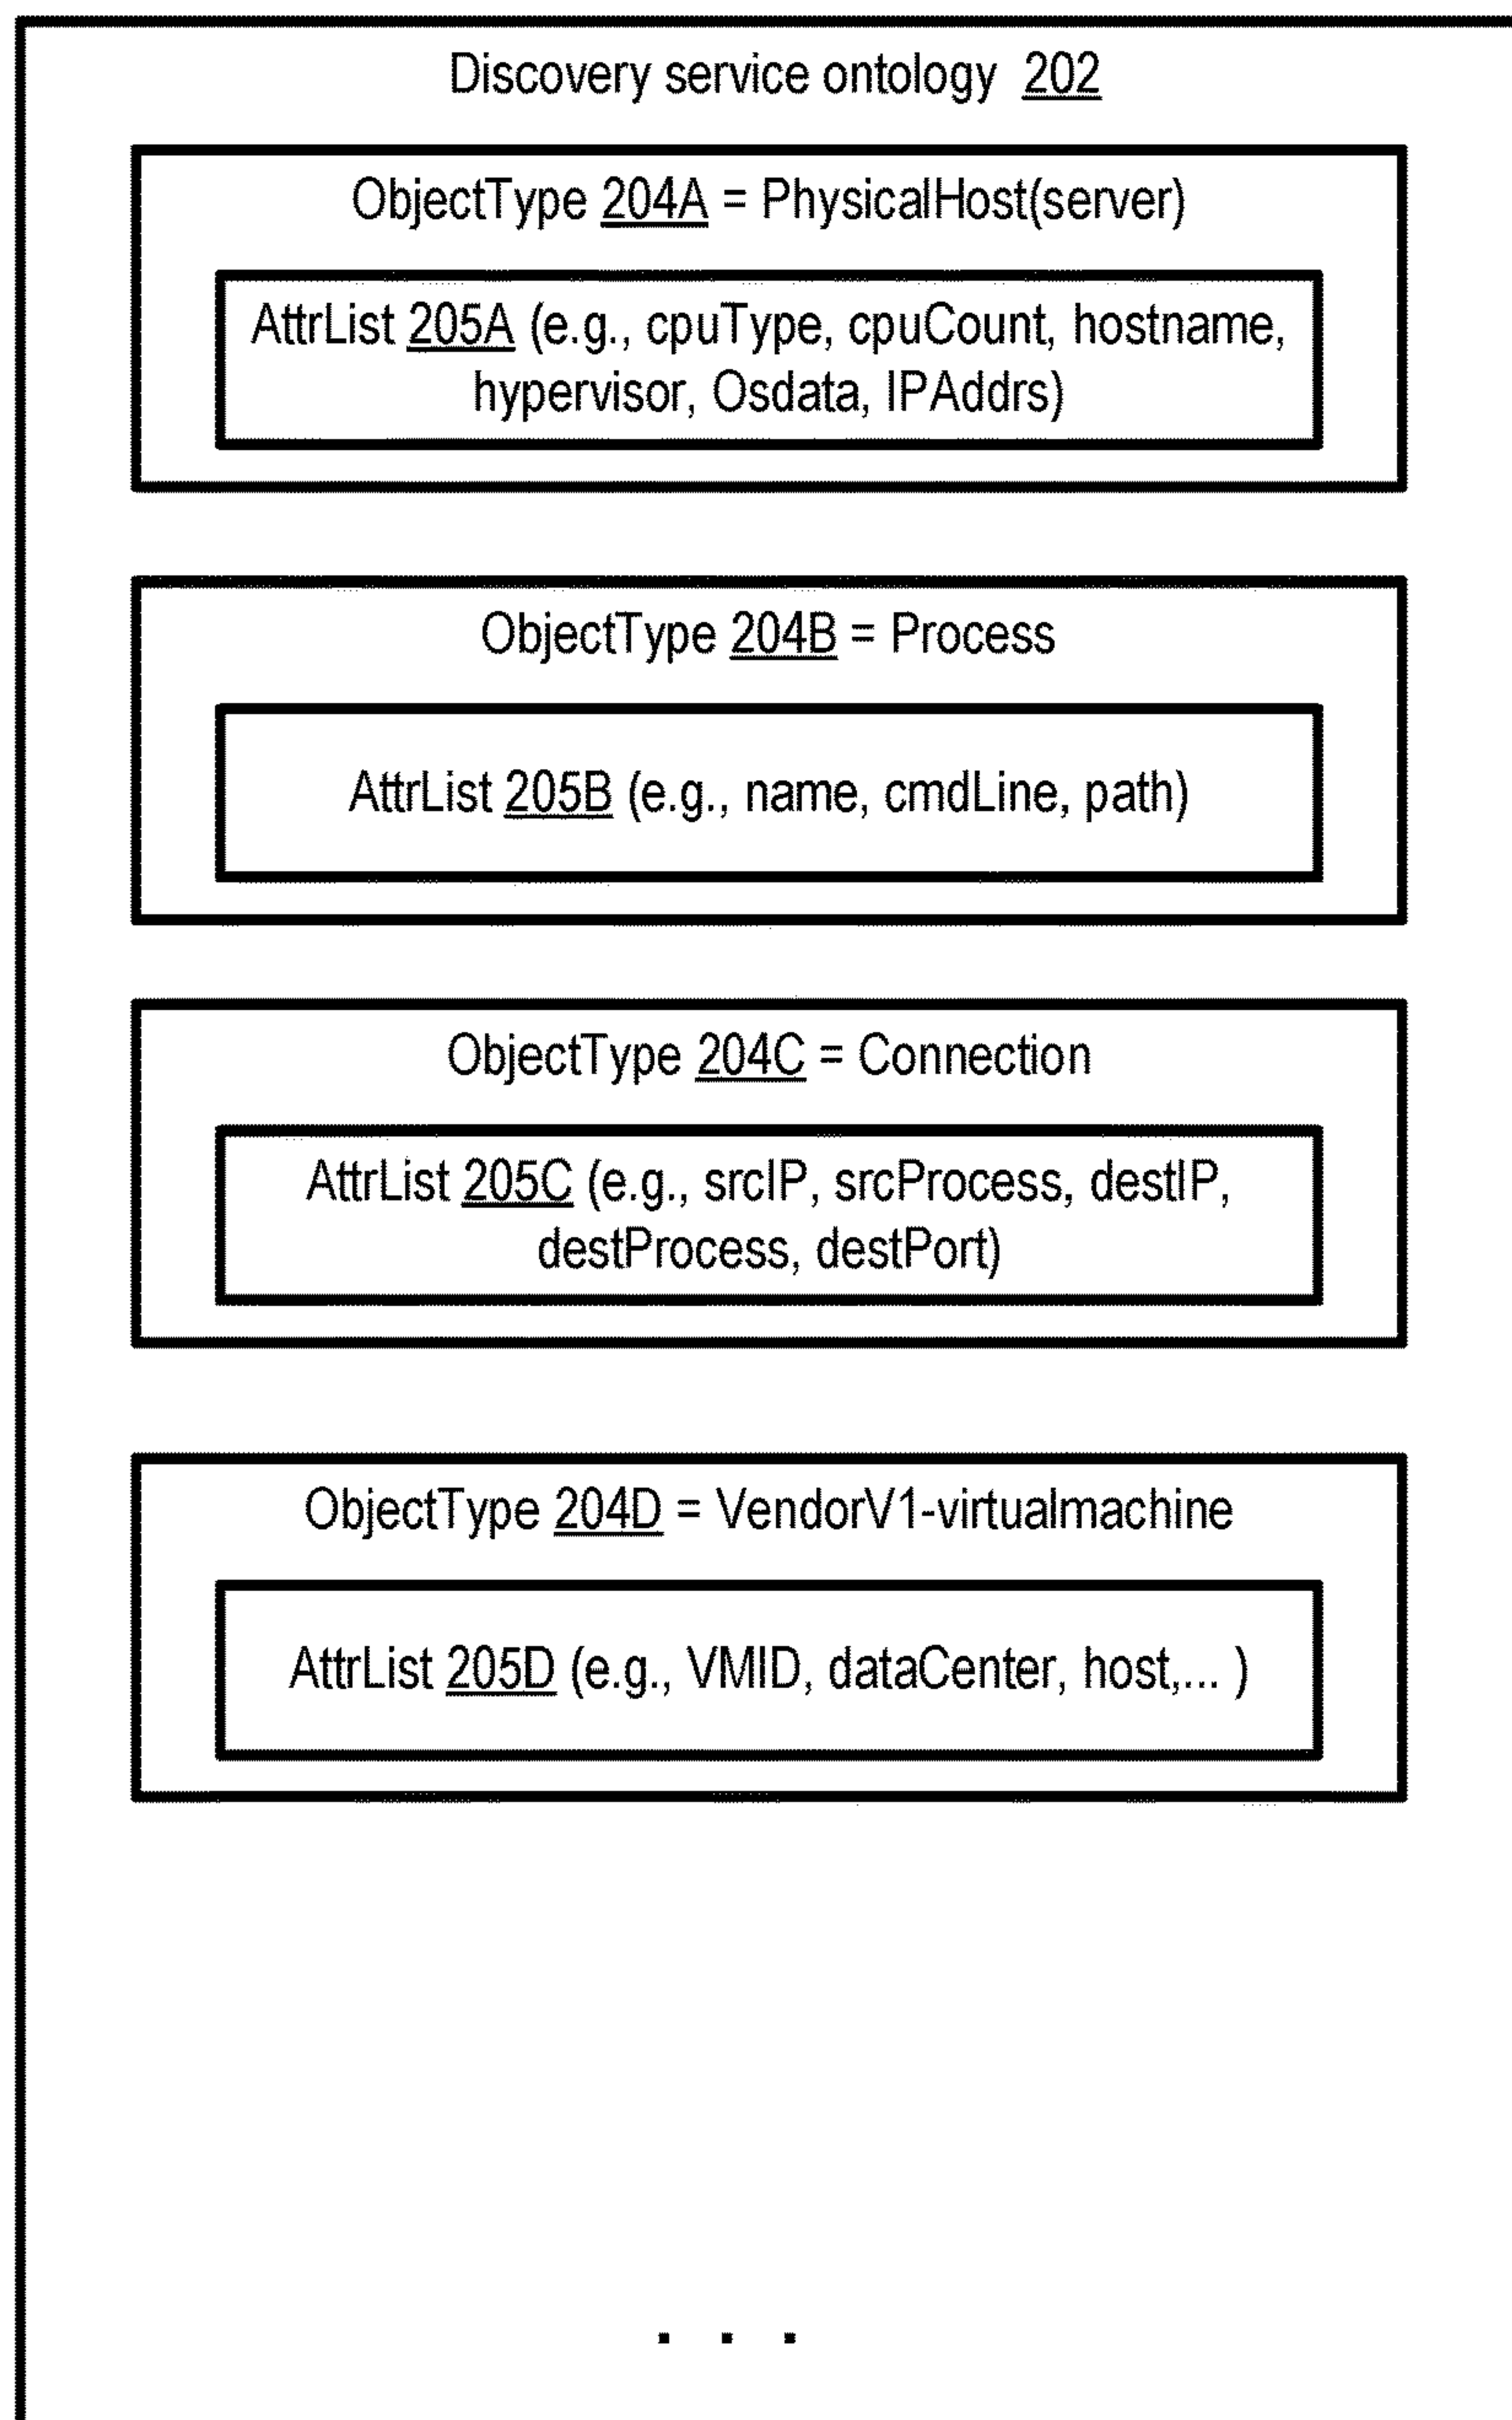 Discovery service ontology 202
ObjectType 204A = PhysicalHost(server)
AttrList 205A (e.g., cpuType, cpuCount, hostname,
hypervisor, Osdata, IPAddrs)
ObjectType 204B = Process
AttrList 205B (e.g., name, cmdLine, path)
ObjectType 204C = Connection
AttrList 205C (e.g., srcIP, srcProcess, destIP,
destProcess, destPort)
ObjectType 204D = VendorV1-virtualmachine
AttrList 205D (e.g., VMID, dataCenter, host,... )
. . .